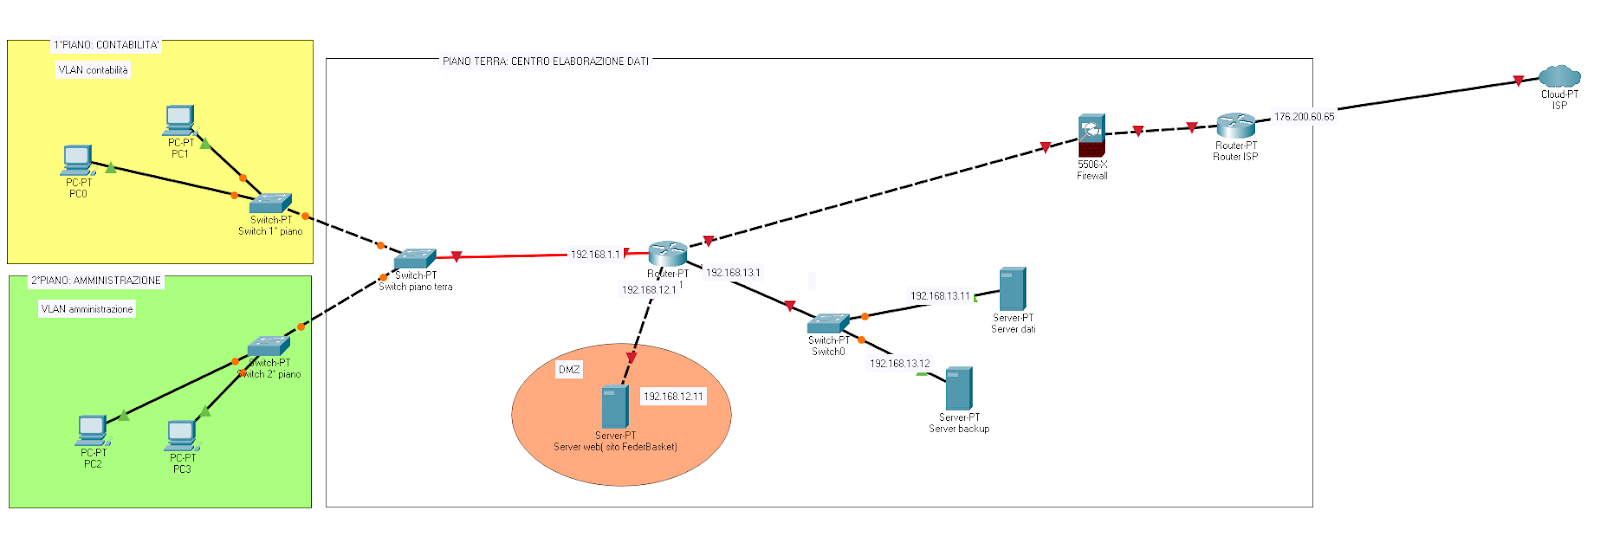 1°PIANO: CONTABILITA'
VLAN contabilità
PC-PT
PC1
PC-PT
PC0
Switch-PT
Switch 1° piano
2°PIANO: AMMINISTRAZIONE
VLAN amministrazione
Switch-PT
Switch 2° piano
PC-PT
PC2
PC-PT
PC3
PIANO TERRA: CENTRO ELABORAZIONE DATI
Switch-PT
Switch piano terra
192.168.1.1
Router-PT
192.168.13.1
192.168.12.1
DMZ
192.168.12.11
Server-PT
Server web( sito FederBasket)
Switch-PT
Switch0
192.168.13.11
Server-PT
Server dati
192.168.13.12
Server-PT
Server backup
5506-X
Firewall
Router-PT
Router ISP
176.200.60.65
Cloud-PT
ISP